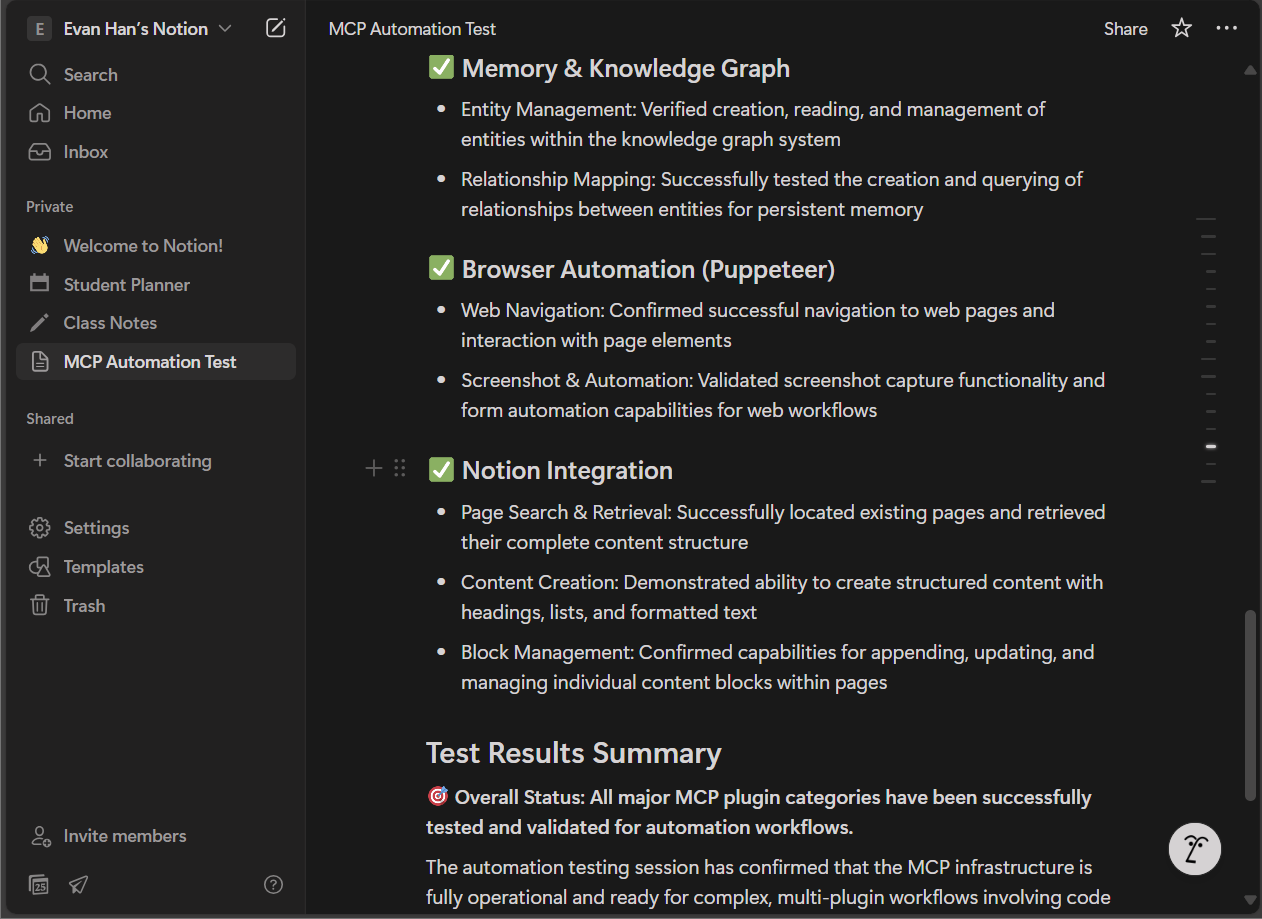 E Evan Han's Notion
Search
Home
Inbox
Private
👋 Welcome to Notion!
Student Planner
Class Notes
MCP Automation Test
Shared
+ Start collaborating
Settings
Templates
Trash
Invite members
25
?
MCP Automation Test
Share
✅ Memory & Knowledge Graph
• Entity Management: Verified creation, reading, and management of
entities within the knowledge graph system
• Relationship Mapping: Successfully tested the creation and querying of
relationships between entities for persistent memory
✅ Browser Automation (Puppeteer)
• Web Navigation: Confirmed successful navigation to web pages and
interaction with page elements
• Screenshot & Automation: Validated screenshot capture functionality and
form automation capabilities for web workflows
✅ Notion Integration
• Page Search & Retrieval: Successfully located existing pages and retrieved
their complete content structure
• Content Creation: Demonstrated ability to create structured content with
headings, lists, and formatted text
• Block Management: Confirmed capabilities for appending, updating, and
managing individual content blocks within pages
Test Results Summary
🎯 Overall Status: All major MCP plugin categories have been successfully
tested and validated for automation workflows.
The automation testing session has confirmed that the MCP infrastructure is
fully operational and ready for complex, multi-plugin workflows involving code